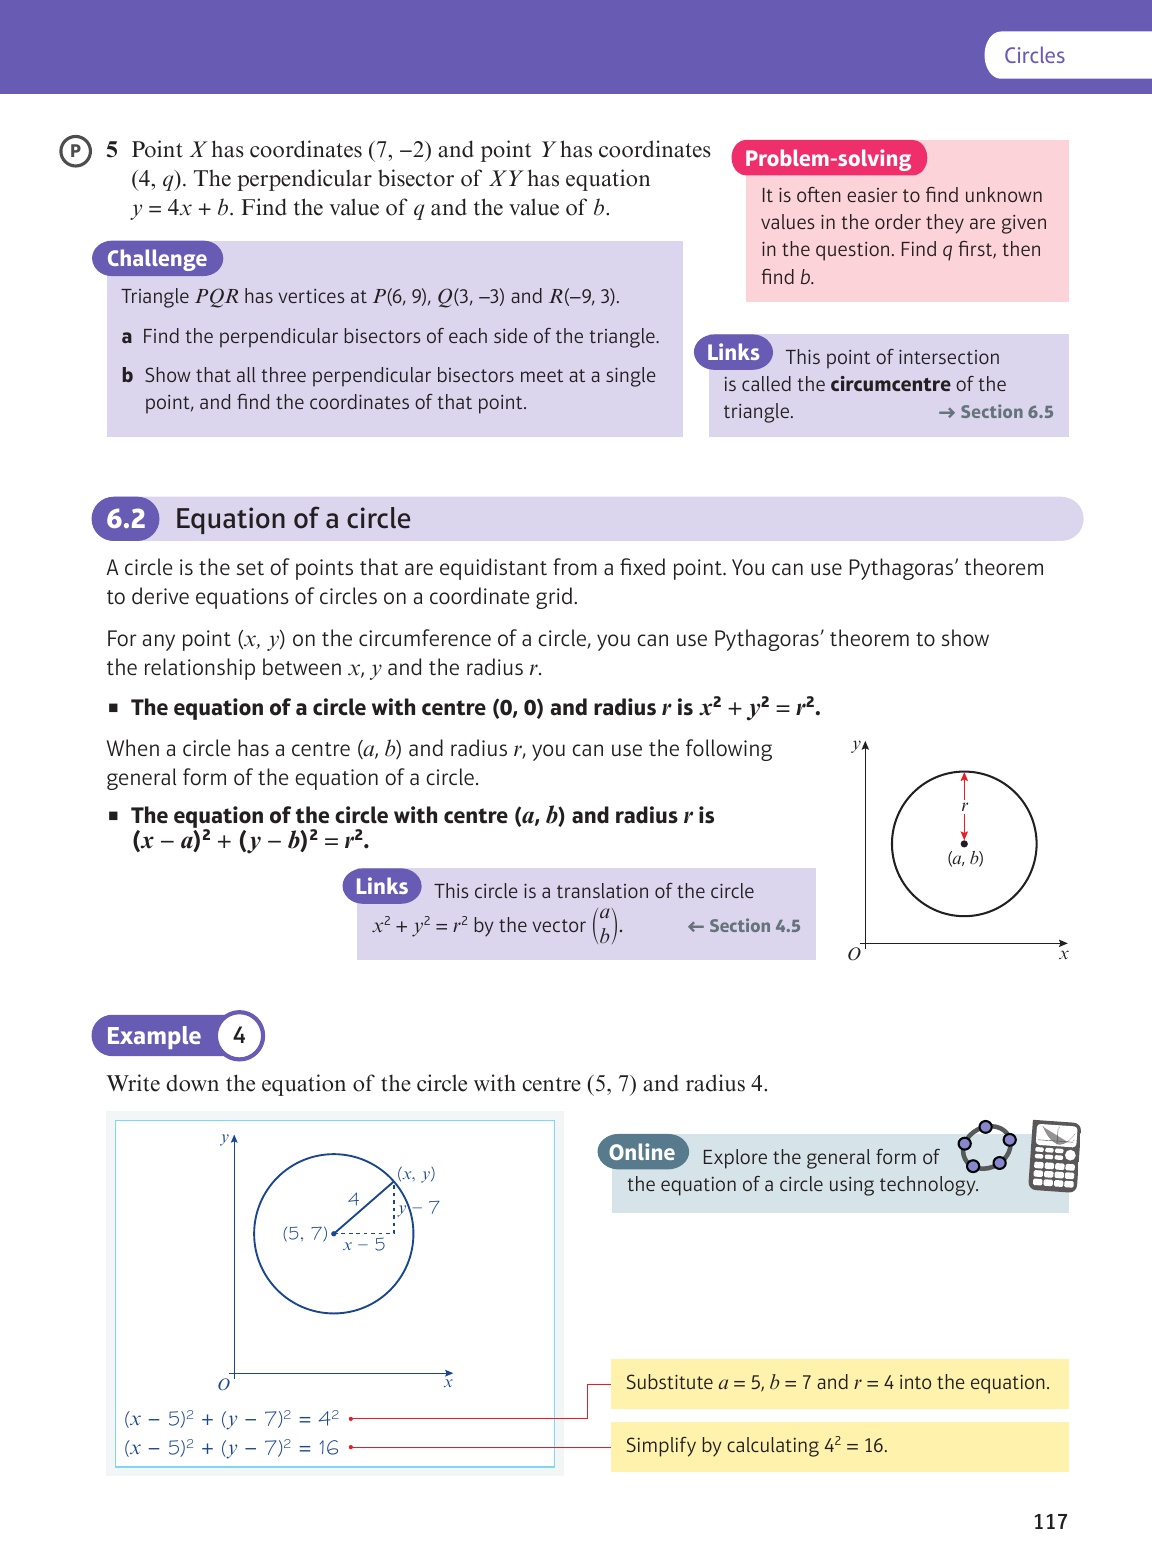 Circles
P 5 Point X has coordinates (7, −2) and point Y has coordinates
(4, q). The perpendicular bisector of XY has equation
y = 4x + b. Find the value of q and the value of b.
Problem-solving
It is often easier to find unknown
values in the order they are given
in the question. Find q first, then
find b.
Challenge
Triangle PQR has vertices at P(6, 9), Q(3, −3) and R(−9, 3).
a Find the perpendicular bisectors of each side of the triangle.
b Show that all three perpendicular bisectors meet at a single
point, and find the coordinates of that point.
Links This point of intersection
is called the circumcentre of the
triangle. → Section 6.5
6.2 Equation of a circle
A circle is the set of points that are equidistant from a fixed point. You can use Pythagoras’ theorem
to derive equations of circles on a coordinate grid.
For any point (x, y) on the circumference of a circle, you can use Pythagoras’ theorem to show
the relationship between x, y and the radius r.
■ The equation of a circle with centre (0, 0) and radius r is x² + y² = r².
When a circle has a centre (a, b) and radius r, you can use the following
general form of the equation of a circle.
■ The equation of the circle with centre (a, b) and radius r is
(x − a)² + (y − b)² = r².
y
r
(a, b)
O
x
Links This circle is a translation of the circle
x² + y² = r² by the vector (a b). ← Section 4.5
Example 4
Write down the equation of the circle with centre (5, 7) and radius 4.
y
(x, y)
4
y − 7
(5, 7)
x − 5
O
x
(x − 5)² + (y − 7)² = 4²
(x − 5)² + (y − 7)² = 16
Online Explore the general form of
the equation of a circle using technology.
Substitute a = 5, b = 7 and r = 4 into the equation.
Simplify by calculating 4² = 16.
117